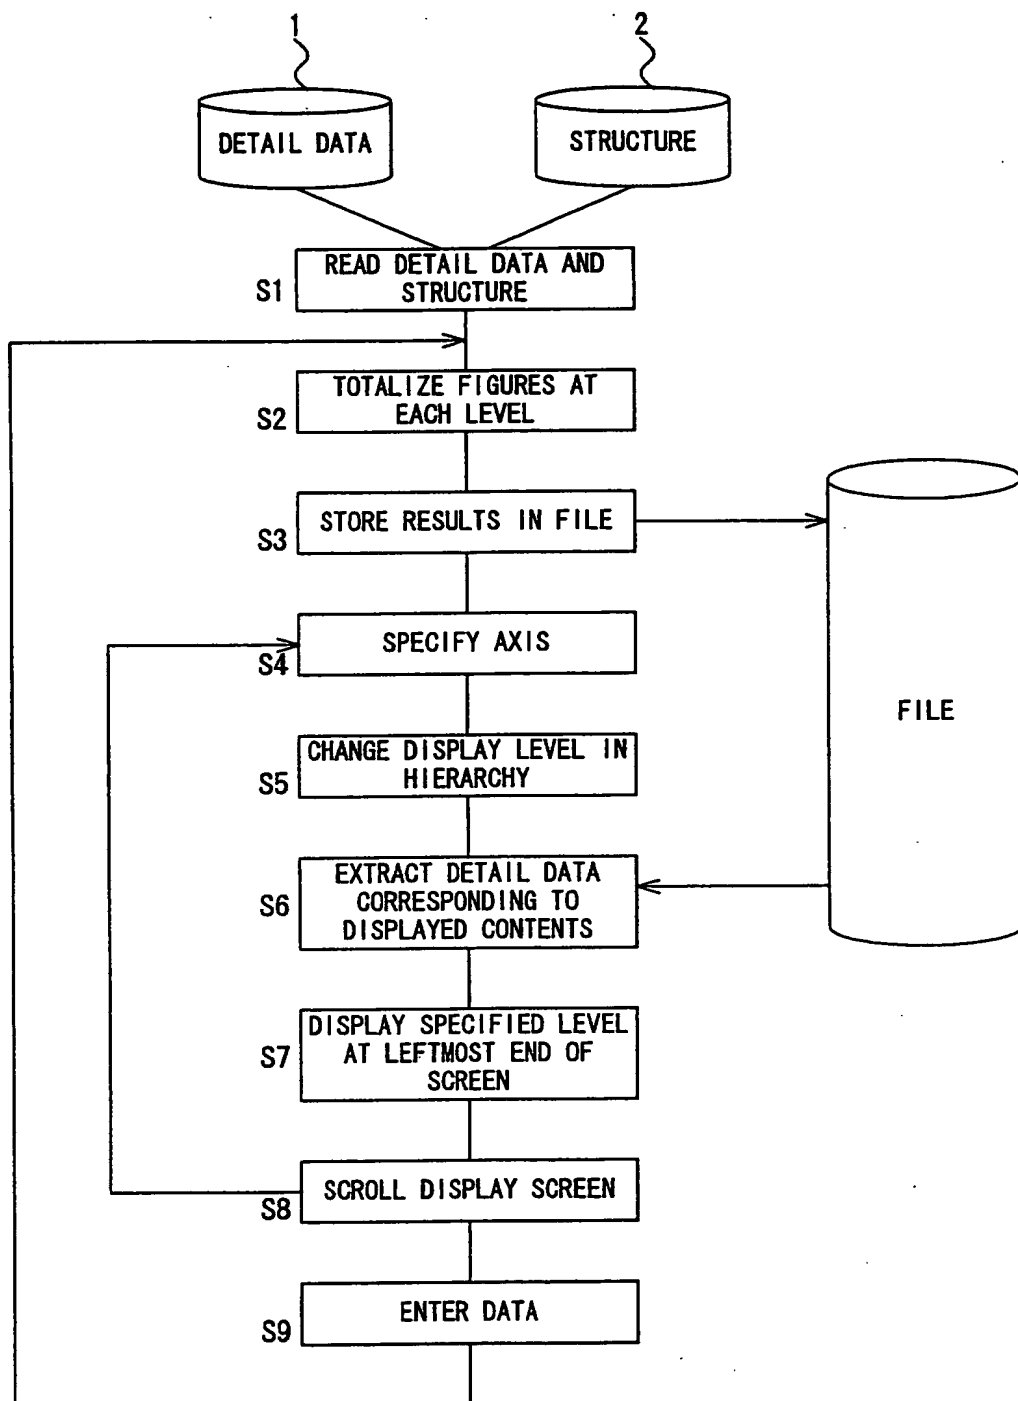 1
2
DETAIL DATA
STRUCTURE
READ DETAIL DATA AND
STRUCTURE
S1
TOTALIZE FIGURES AT
EACH LEVEL
S2
STORE RESULTS IN FILE
S3
SPECIFY AXIS
S4
FILE
CHANGE DISPLAY LEVEL IN
HIERARCHY
S5
EXTRACT DETAIL DATA
CORRESPONDING TO
DISPLAYED CONTENTS
S6
DISPLAY SPECIFIED LEVEL
AT LEFTMOST END OF
SCREEN
S7
SCROLL DISPLAY SCREEN
S8
ENTER DATA
S9